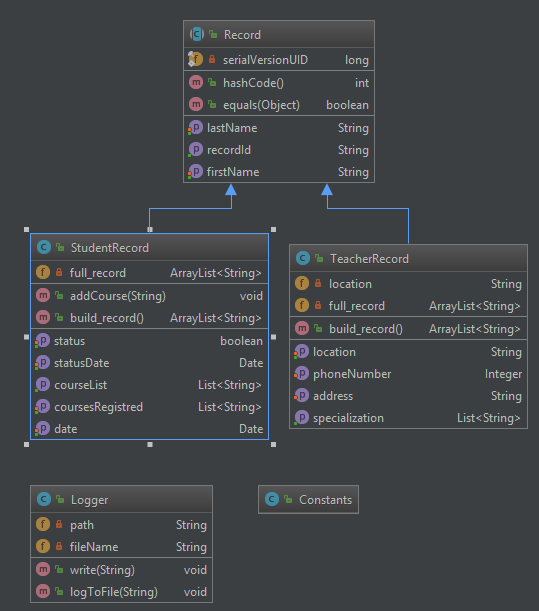 Record
serialVersionUID long
hashCode() int
equals(Object) boolean
lastName String
recordId String
firstName String
StudentRecord
full_record ArrayList<String>
addCourse(String) void
build_record() ArrayList<String>
status boolean
statusDate Date
courseList List<String>
coursesRegistred List<String>
date Date
TeacherRecord
location String
full_record ArrayList<String>
build_record() ArrayList<String>
location String
phoneNumber Integer
address String
specialization List<String>
Logger
path String
fileName String
write(String) void
logToFile(String) void
Constants